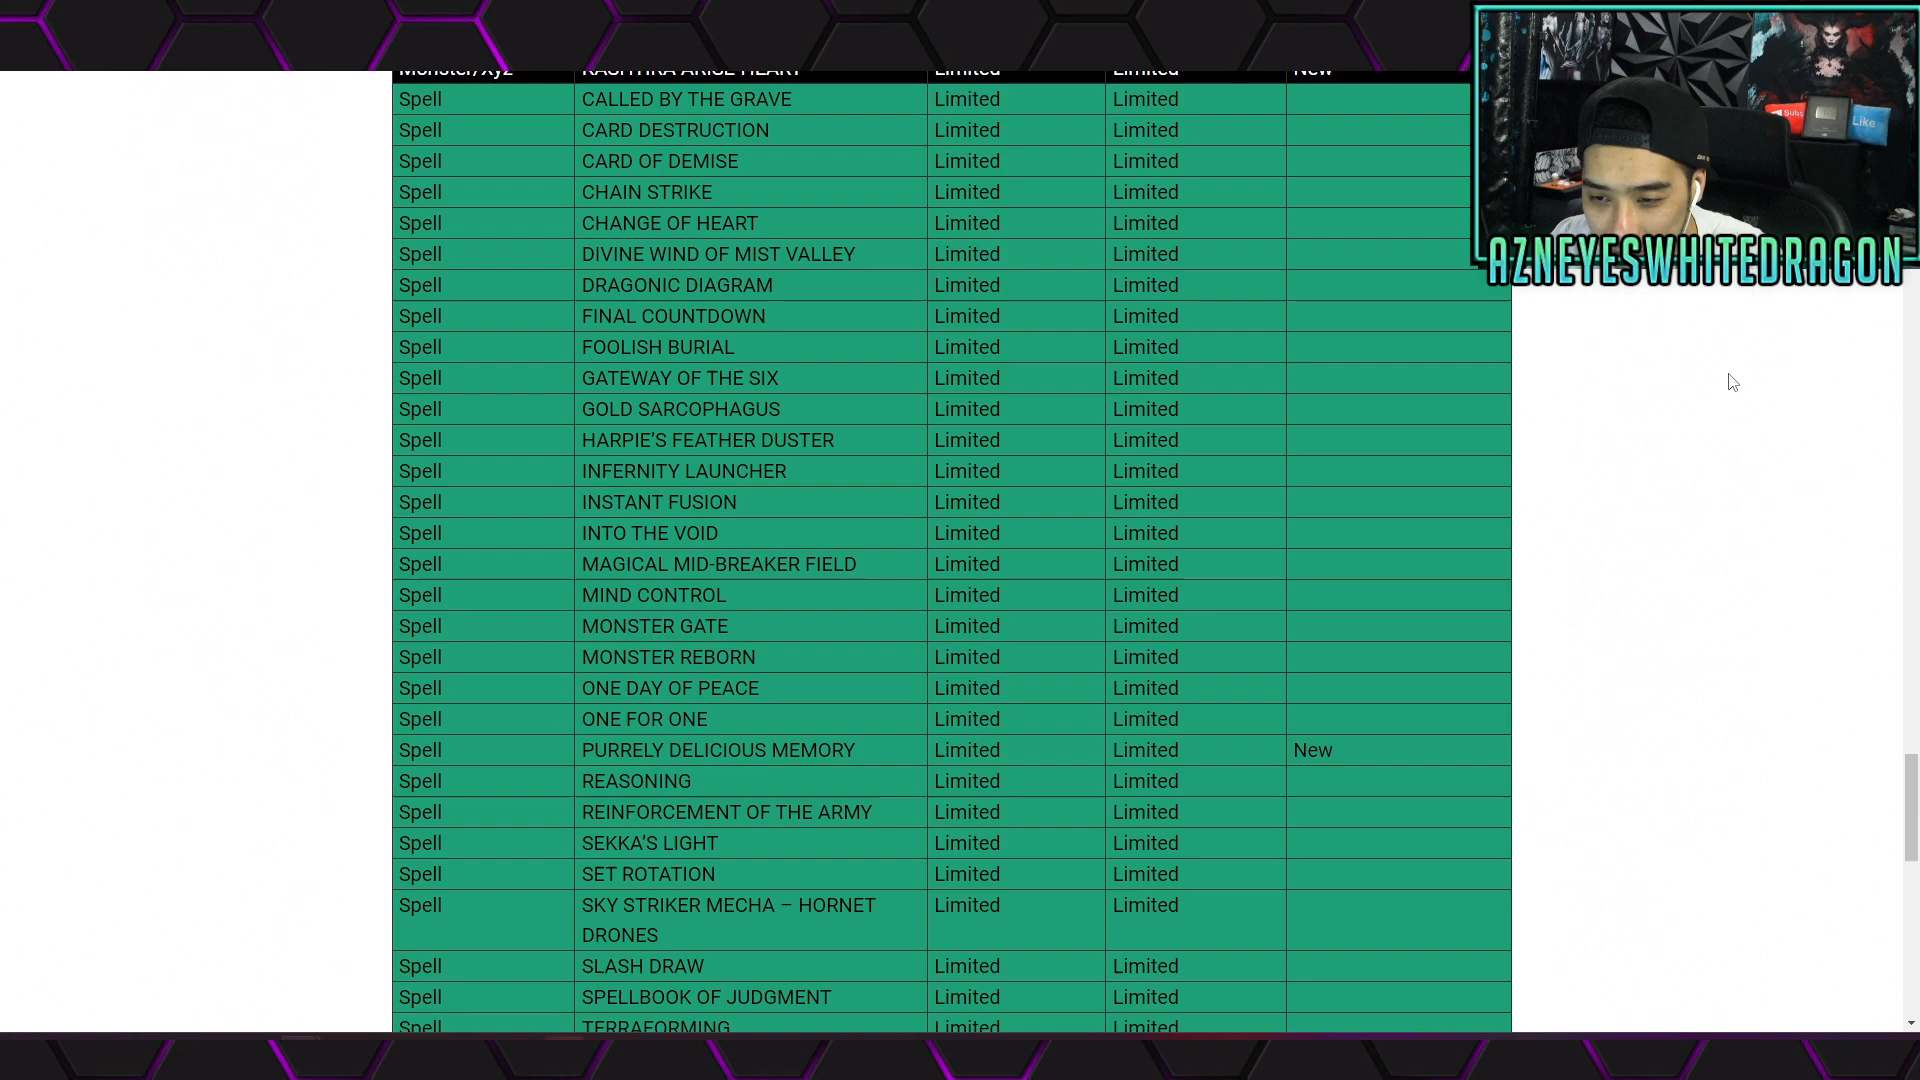 Monster/Xyz KASHTIRA ARISE HEART Limited Limited New
Spell CALLED BY THE GRAVE Limited Limited
Spell CARD DESTRUCTION Limited Limited
Spell CARD OF DEMISE Limited Limited
Spell CHAIN STRIKE Limited Limited
Spell CHANGE OF HEART Limited Limited
Spell DIVINE WIND OF MIST VALLEY Limited Limited
Spell DRAGONIC DIAGRAM Limited Limited
Spell FINAL COUNTDOWN Limited Limited
Spell FOOLISH BURIAL Limited Limited
Spell GATEWAY OF THE SIX Limited Limited
Spell GOLD SARCOPHAGUS Limited Limited
Spell HARPIE’S FEATHER DUSTER Limited Limited
Spell INFERNITY LAUNCHER Limited Limited
Spell INSTANT FUSION Limited Limited
Spell INTO THE VOID Limited Limited
Spell MAGICAL MID-BREAKER FIELD Limited Limited
Spell MIND CONTROL Limited Limited
Spell MONSTER GATE Limited Limited
Spell MONSTER REBORN Limited Limited
Spell ONE DAY OF PEACE Limited Limited
Spell ONE FOR ONE Limited Limited
Spell PURRELY DELICIOUS MEMORY Limited Limited New
Spell REASONING Limited Limited
Spell REINFORCEMENT OF THE ARMY Limited Limited
Spell SEKKA’S LIGHT Limited Limited
Spell SET ROTATION Limited Limited
Spell SKY STRIKER MECHA – HORNET Limited Limited
DRONES
Spell SLASH DRAW Limited Limited
Spell SPELLBOOK OF JUDGMENT Limited Limited
Spell TERRAFORMING Limited Limited
Subs
Like
AZNEYESWHITEDRAGON